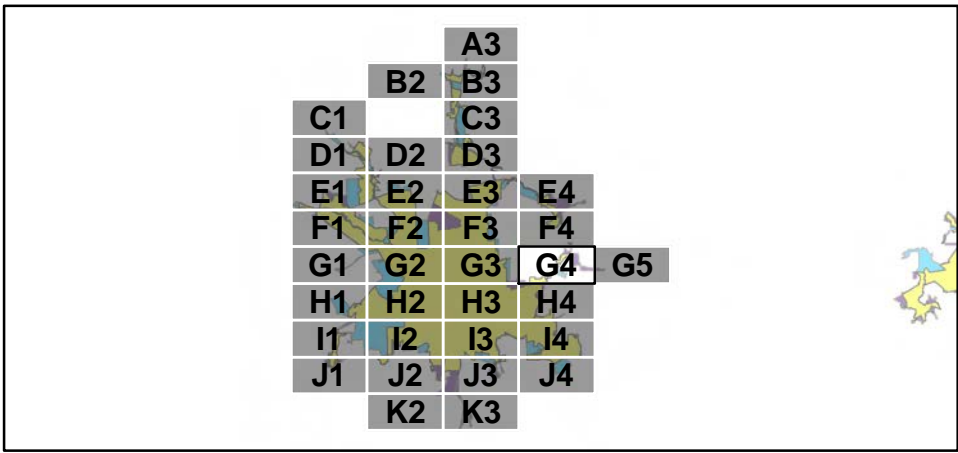 A3
B2 B3
C1 C3
D1 D2 D3
E1 E2 E3 E4
F1 F2 F3 F4
G1 G2 G3 G4 G5
H1 H2 H3 H4
I1 I2 I3 I4
J1 J2 J3 J4
K2 K3